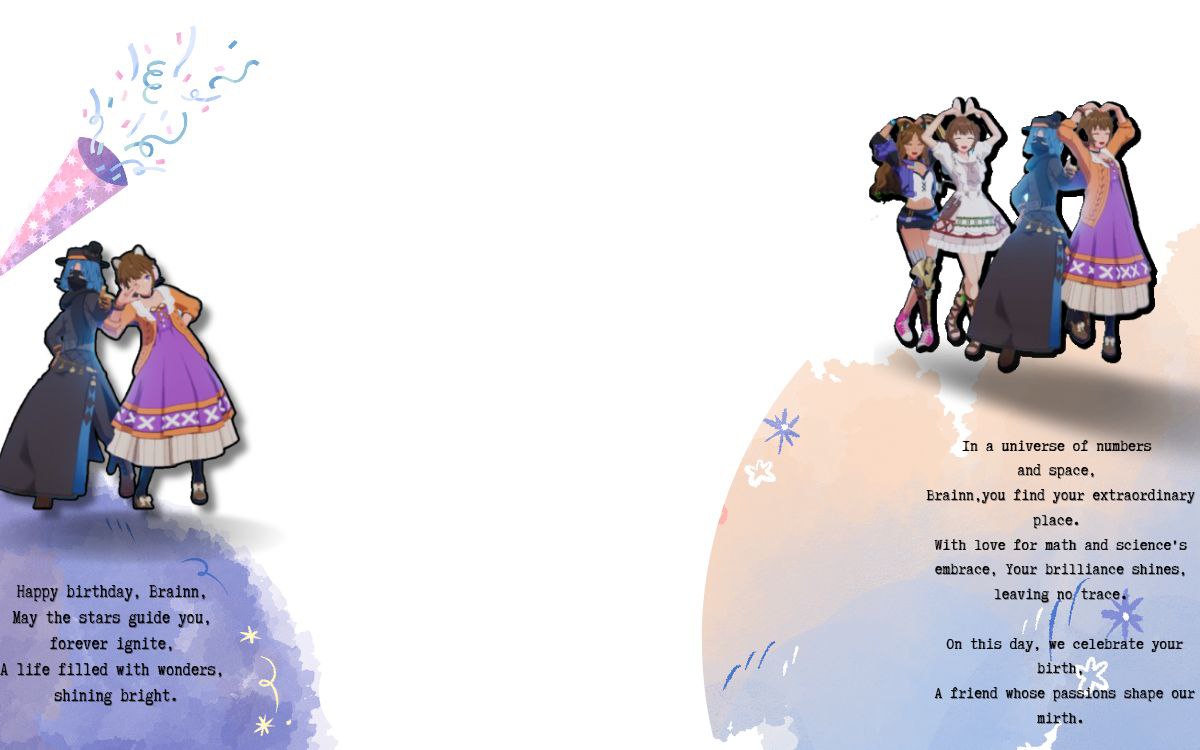 Happy birthday, Brainn,
May the stars guide you,
forever ignite,
A life filled with wonders,
shining bright.
In a universe of numbers
and space,
Brainn,you find your extraordinary
place.
With love for math and science's
embrace, Your brilliance shines,
leaving no trace.
On this day, we celebrate your
birth,
A friend whose passions shape our
mirth.